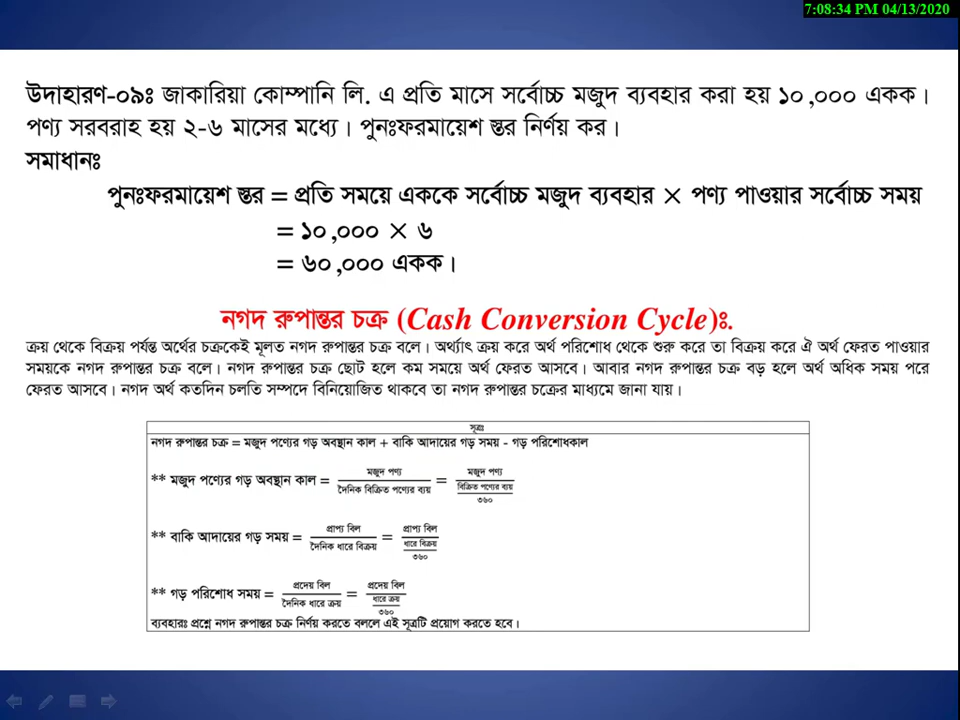 7:08:34 PM 04/13/2020
উদাহারণ-০৯ঃ জাকারিয়া কোম্পানি লি. এ প্রতি মাসে সর্বোচ্চ মজুদ ব্যবহার করা হয় ১০,০০০ একক।
পণ্য সরবরাহ হয় ২-৬ মাসের মধ্যে। পুনঃফরমায়েশ স্তর নির্ণয় কর।
সমাধানঃ
পুনঃফরমায়েশ স্তর = প্রতি সময়ে এককে সর্বোচ্চ মজুদ ব্যবহার × পণ্য পাওয়ার সর্বোচ্চ সময়
= ১০,০০০ × ৬
= ৬০,০০০ একক।
নগদ রুপান্তর চক্র (Cash Conversion Cycle)ঃ.
ক্রয় থেকে বিক্রয় পর্যন্ত অর্থের চক্রকেই মূলত নগদ রুপান্তর চক্র বলে। অর্থ্যাৎ ক্রয় করে অর্থ পরিশোধ থেকে শুরু করে তা বিক্রয় করে ঐ অর্থ ফেরত পাওয়ার
সময়কে নগদ রুপান্তর চক্র বলে। নগদ রুপান্তর চক্র ছোট হলে কম সময়ে অর্থ ফেরত আসবে। আবার নগদ রুপান্তর চক্র বড় হলে অর্থ অধিক সময় পরে
ফেরত আসবে। নগদ অর্থ কতদিন চলতি সম্পদে বিনিয়োজিত থাকবে তা নগদ রুপান্তর চক্রের মাধ্যমে জানা যায়।
সূত্রঃ
নগদ রুপান্তর চক্র = মজুদ পণ্যের গড় অবস্থান কাল + বাকি আদায়ের গড় সময় - গড় পরিশোধকাল
** মজুদ পণ্যের গড় অবস্থান কাল = মজুদ পণ্য / দৈনিক বিক্রিত পণ্যের ব্যয় = মজুদ পণ্য / বিক্রিত পণ্যের ব্যয় / ৩৬০
** বাকি আদায়ের গড় সময় = প্রাপ্য বিল / দৈনিক ধারে বিক্রয় = প্রাপ্য বিল / ধারে বিক্রয় / ৩৬০
** গড় পরিশোধ সময় = প্রদেয় বিল / দৈনিক ধারে ক্রয় = প্রদেয় বিল / ধারে ক্রয় / ৩৬০
ব্যবহারঃ প্রশ্নে নগদ রুপান্তর চক্র নির্ণয় করতে বললে এই সূত্রটি প্রয়োগ করতে হবে।